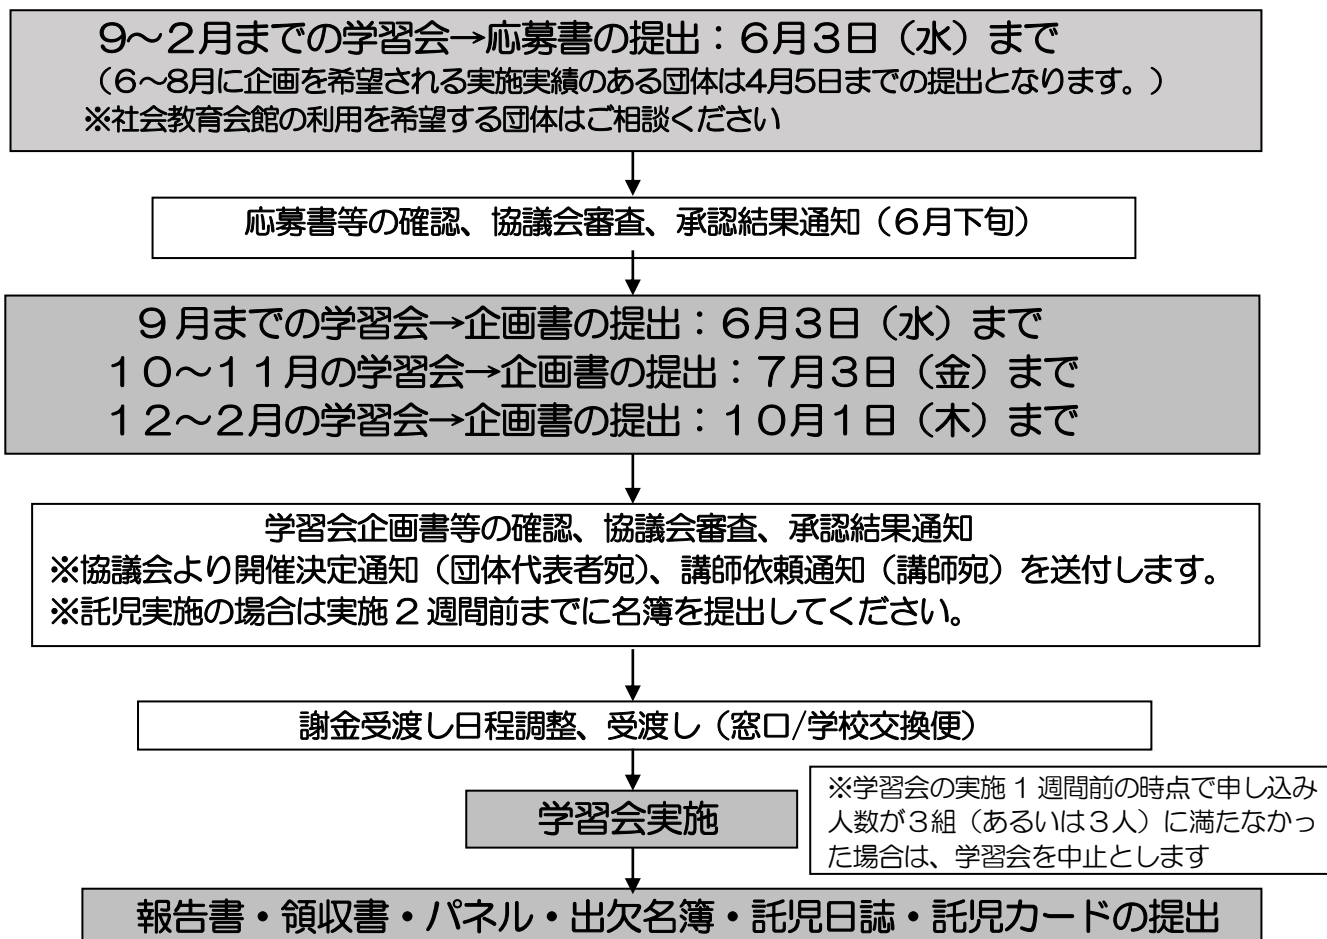 ９～２月までの学習会→応募書の提出：６月３日（水）まで
（６～８月に企画を希望される実施実績のある団体は４月５日までの提出となります。）
※社会教育会館の利用を希望する団体はご相談ください
応募書等の確認、協議会審査、承認結果通知（６月下旬）
９月までの学習会→企画書の提出：６月３日（水）まで
１０～１１月の学習会→企画書の提出：７月３日（金）まで
１２～２月の学習会→企画書の提出：１０月１日（木）まで
学習会企画書等の確認、協議会審査、承認結果通知
※協議会より開催決定通知（団体代表者宛）、講師依頼通知（講師宛）を送付します。
※託児実施の場合は実施２週間前までに名簿を提出してください。
謝金受渡し日程調整、受渡し（窓口/学校交換便）
学習会実施
※学習会の実施１週間前の時点で申し込み
人数が３組（あるいは３人）に満たなかっ
た場合は、学習会を中止とします
報告書・領収書・パネル・出欠名簿・託児日誌・託児カードの提出